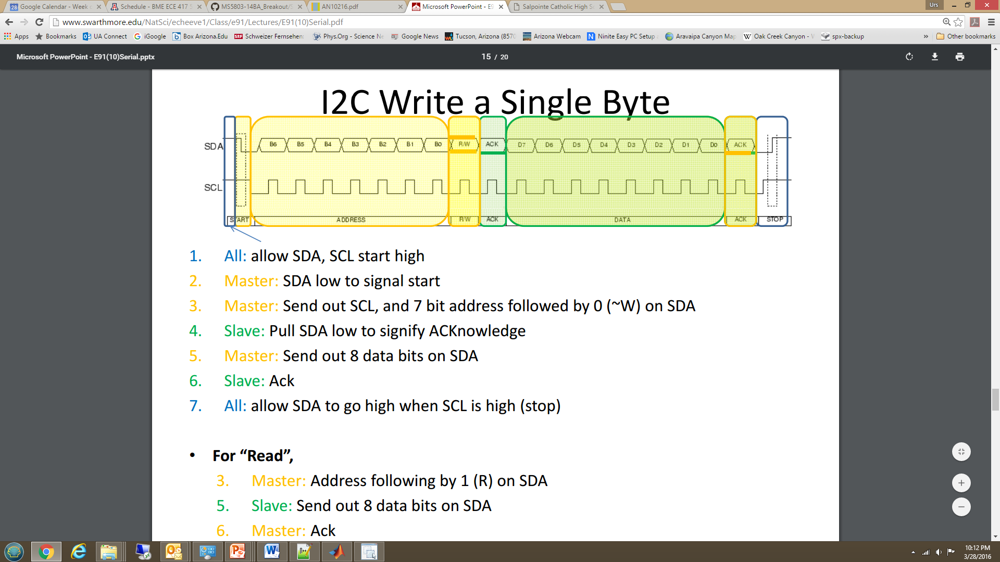 Google Calendar - Week
Schedule - BME ECE 417 5
MS5803-14BA_Breakout/S
AN10216.pdf
Microsoft PowerPoint - E9
Salpointe Catholic High S
Urs
www.swarthmore.edu/NatSci/echeeve1/Class/e91/Lectures/E91(10)Serial.pdf
Apps
Bookmarks
UA Connect
iGoogle
Box Arizona.Edu
Schweizer Fernsehen:
Phys.Org - Science Ne
Google News
Tucson, Arizona (8570
Arizona Webcam
Ninite Easy PC Setup
Aravaipa Canyon Map
Oak Creek Canyon -
spx-backup
»
Other bookmarks
Microsoft PowerPoint - E91(10)Serial.pptx
15 / 20
I2C Write a Single Byte
SDA B6 B5 B4 B3 B2 B1 B0 R/W ACK D7 D6 D5 D4 D3 D2 D1 D0 ACK
SCL
START ADDRESS R/W ACK DATA ACK STOP
1. All: allow SDA, SCL start high
2. Master: SDA low to signal start
3. Master: Send out SCL, and 7 bit address followed by 0 (~W) on SDA
4. Slave: Pull SDA low to signify ACKnowledge
5. Master: Send out 8 data bits on SDA
6. Slave: Ack
7. All: allow SDA to go high when SCL is high (stop)
• For “Read”,
3. Master: Address following by 1 (R) on SDA
5. Slave: Send out 8 data bits on SDA
6. Master: Ack
10:12 PM
3/28/2016